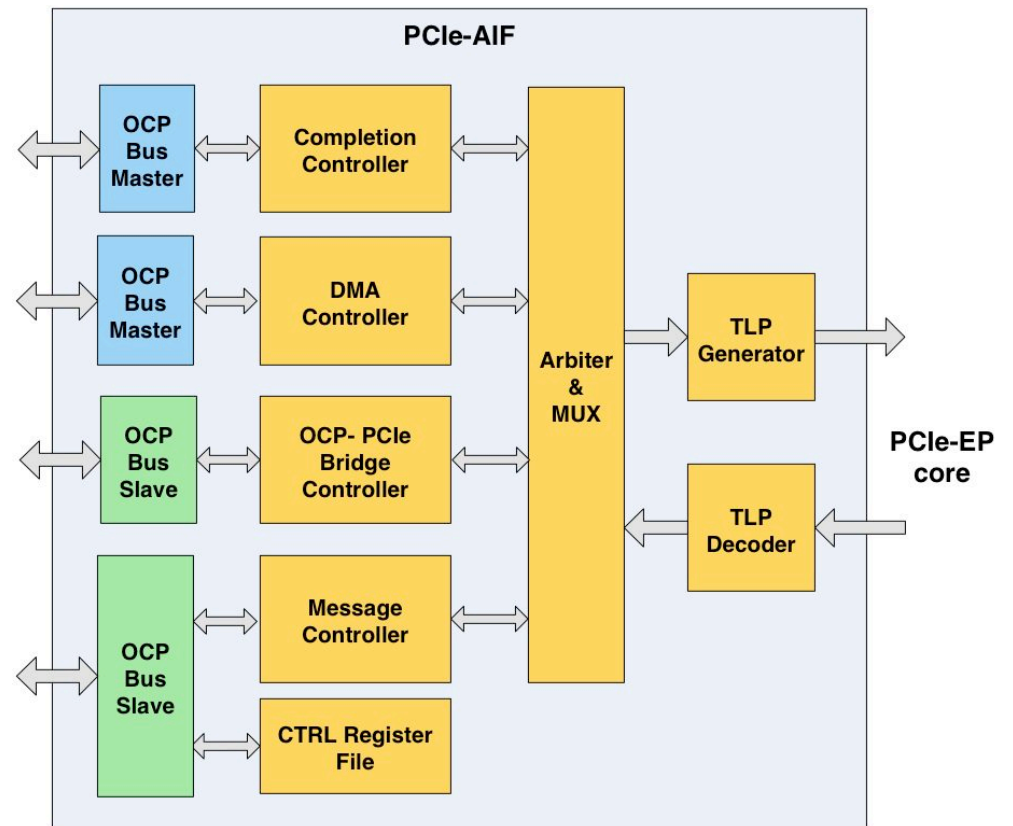 PCIe-AIF
OCP
Bus
Master
Completion
Controller
OCP
Bus
Master
DMA
Controller
OCP
Bus
Slave
OCP- PCIe
Bridge
Controller
OCP
Bus
Slave
Message
Controller
CTRL Register
File
Arbiter
&
MUX
TLP
Generator
TLP
Decoder
PCIe-EP
core